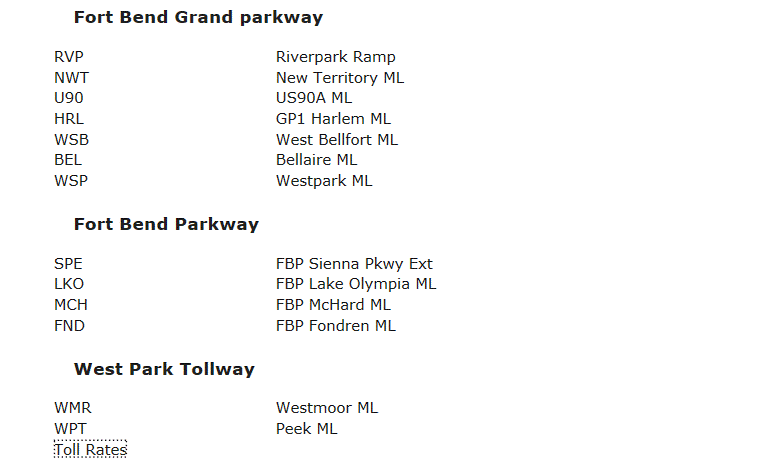 Fort Bend Grand parkway
RVP Riverpark Ramp
NWT New Territory ML
U90 US90A ML
HRL GP1 Harlem ML
WSB West Bellfort ML
BEL Bellaire ML
WSP Westpark ML
Fort Bend Parkway
SPE FBP Sienna Pkwy Ext
LKO FBP Lake Olympia ML
MCH FBP McHard ML
FND FBP Fondren ML
West Park Tollway
WMR Westmoor ML
WPT Peek ML
Toll Rates